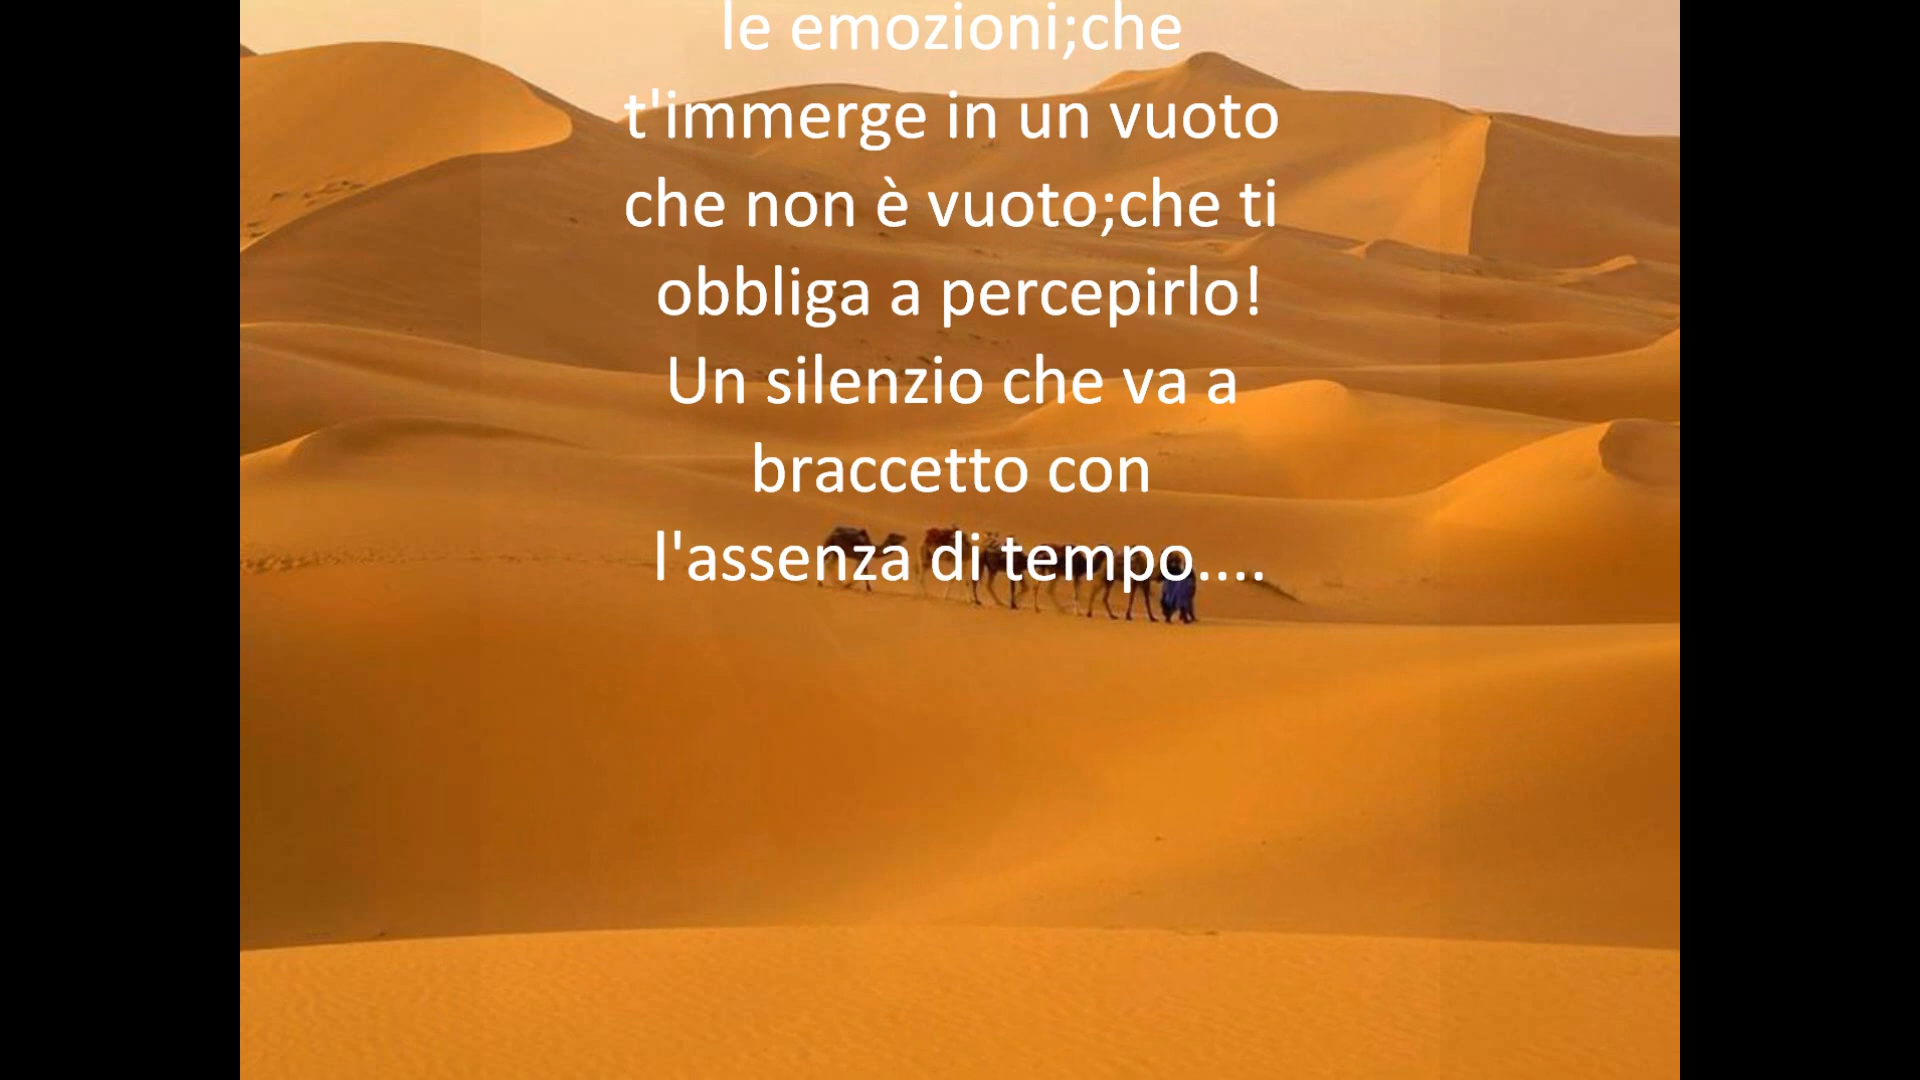 le emozioni;che
t'immerge in un vuoto
che non è vuoto;che ti
obbliga a percepirlo!
Un silenzio che va a
braccetto con
l'assenza di tempo....